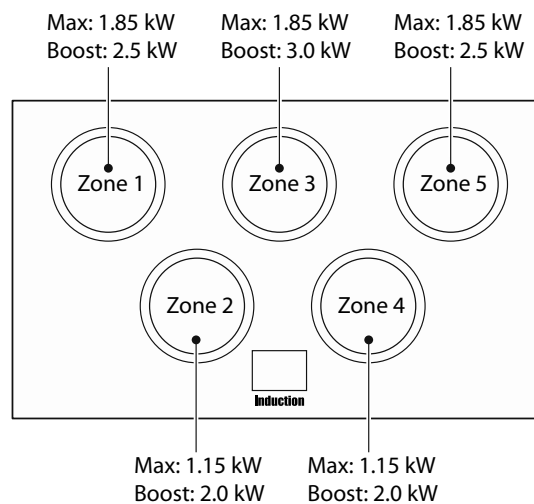 Max: 1.85 kW
Boost: 2.5 kW
Max: 1.85 kW
Boost: 3.0 kW
Max: 1.85 kW
Boost: 2.5 kW
Zone 1
Zone 3
Zone 5
Zone 2
Zone 4
Induction
Max: 1.15 kW
Boost: 2.0 kW
Max: 1.15 kW
Boost: 2.0 kW